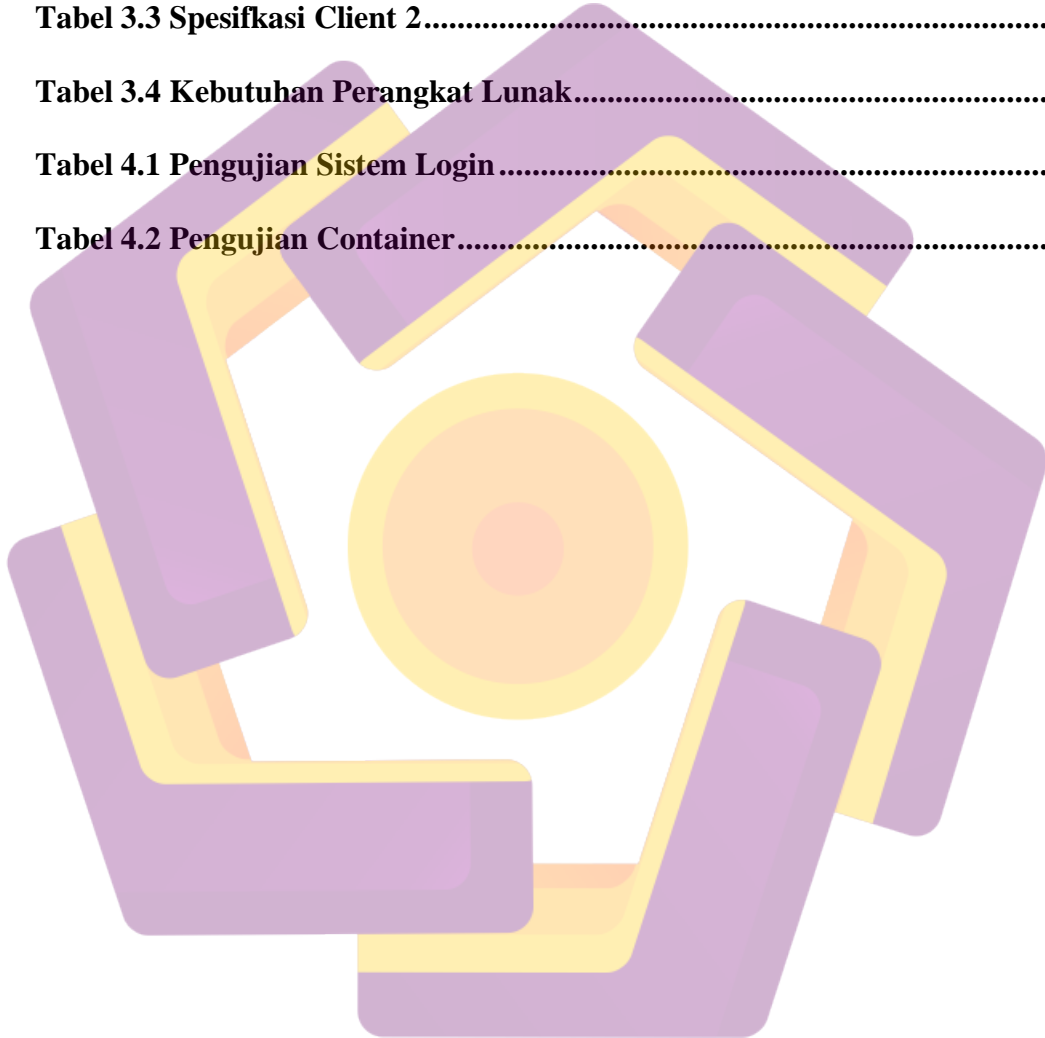 Tabel 3.3 Spesifkasi Client 2................................................................................
Tabel 3.4 Kebutuhan Perangkat Lunak..........................................................
Tabel 4.1 Pengujian Sistem Login...................................................................
Tabel 4.2 Pengujian Container........................................................................